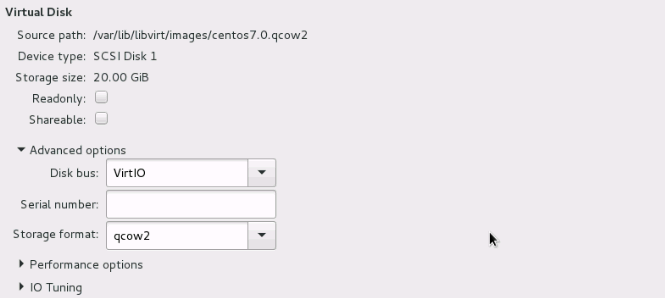 Virtual Disk
Source path: /var/lib/libvirt/images/centos7.0.qcow2
Device type: SCSI Disk 1
Storage size: 20.00 GiB
Readonly:
Shareable:
Advanced options
Disk bus: VirtIO
Serial number:
Storage format: qcow2
Performance options
IO Tuning